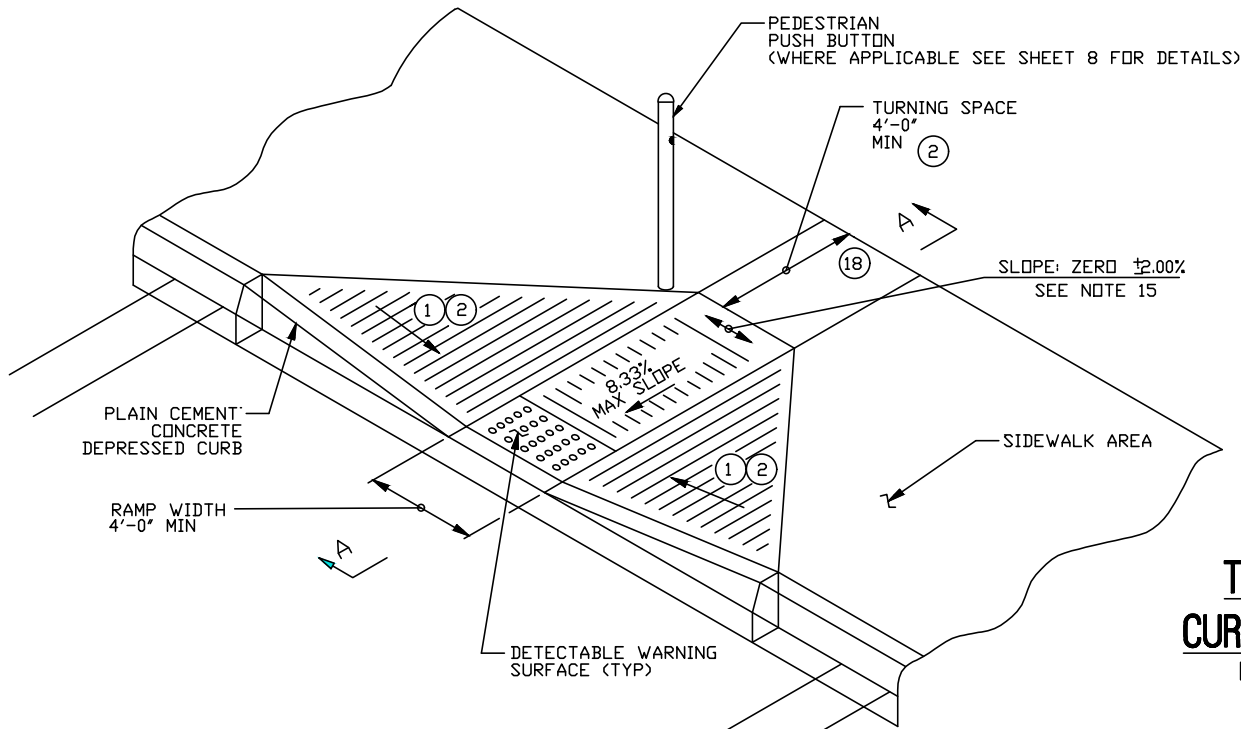 PEDESTRIAN
PUSH BUTTON
(WHERE APPLICABLE SEE SHEET 8 FOR DETAILS)
TURNING SPACE
4'-0"
MIN
2
A
18
SLOPE: ZERO ±2.00%
SEE NOTE 15
1 2
8.33%
MAX SLOPE
PLAIN CEMENT
CONCRETE
DEPRESSED CURB
SIDEWALK AREA
1 2
RAMP WIDTH
4'-0" MIN
A
DETECTABLE WARNING
SURFACE (TYP)
T
CUR